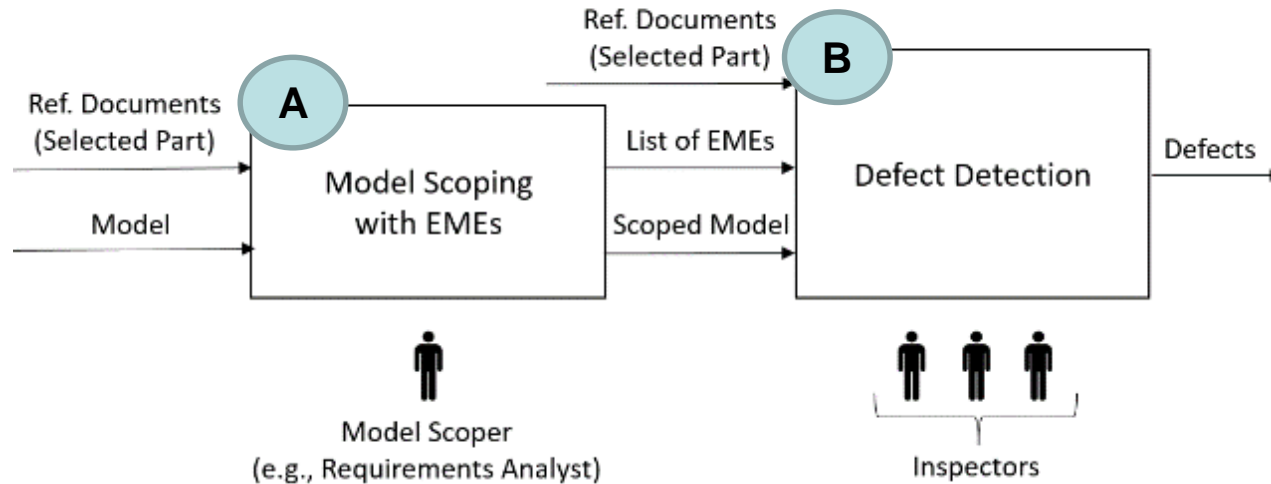 Ref. Documents
(Selected Part)
Model
A
Model Scoping
with EMEs
Model Scoper
(e.g., Requirements Analyst)
Ref. Documents
(Selected Part)
List of EMEs
Scoped Model
B
Defect Detection
Inspectors
Defects